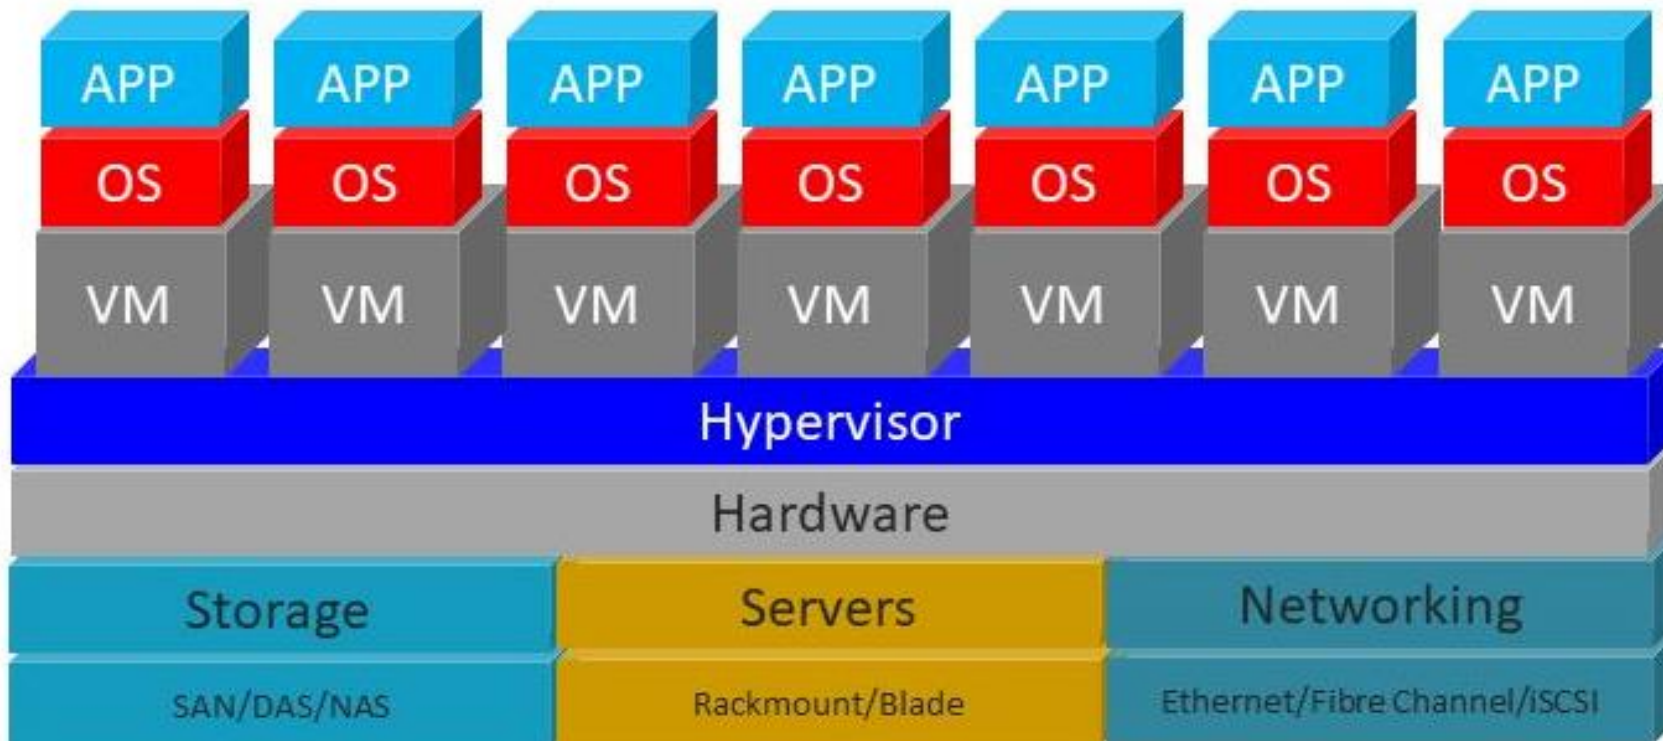 APP APP APP APP APP APP APP
OS OS OS OS OS OS OS
VM VM VM VM VM VM VM
Hypervisor
Hardware
Storage Servers Networking
SAN/DAS/NAS Rackmount/Blade Ethernet/Fibre Channel/iSCSI